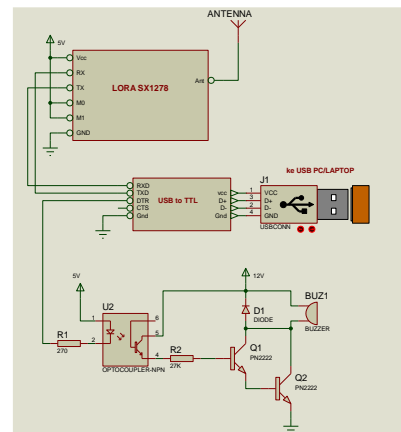 ANTENNA
5V
Vcc
RX
TX
M0
M1
GND
LORA SX1278
Ant
ke USB PC/LAPTOP
J1
RXD
TXD
DTR
CTS
Gnd
USB to TTL
vcc
D+
D-
Gnd
1
3
2
4
VCC
D+
D-
GND
USBCONN
5V
12V
U2
1
2
6
5
4
OPTOCOUPLER-NPN
R1
270
R2
27K
D1
DIODE
BUZ1
BUZZER
Q1
PN2222
Q2
PN2222